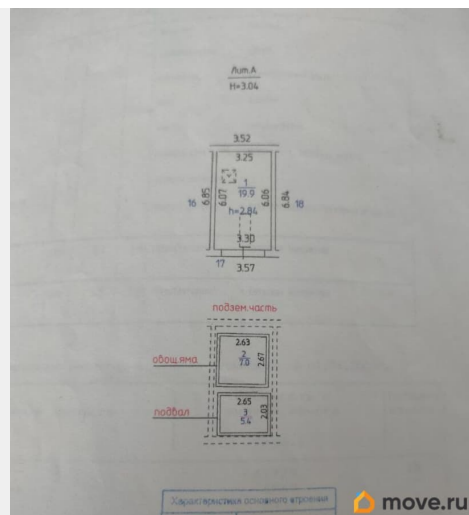 Лит.А
H=3.04
3.52
3.25
16
6.85
6.07
1
19.9
6.06
6.84
18
h=2.84
3.30
17
3.57
подзем.часть
2.63
овощ.яма
2
7.0
2.67
2.65
подвал
3
5.4
2.03
Характеристика основного строения
move.ru